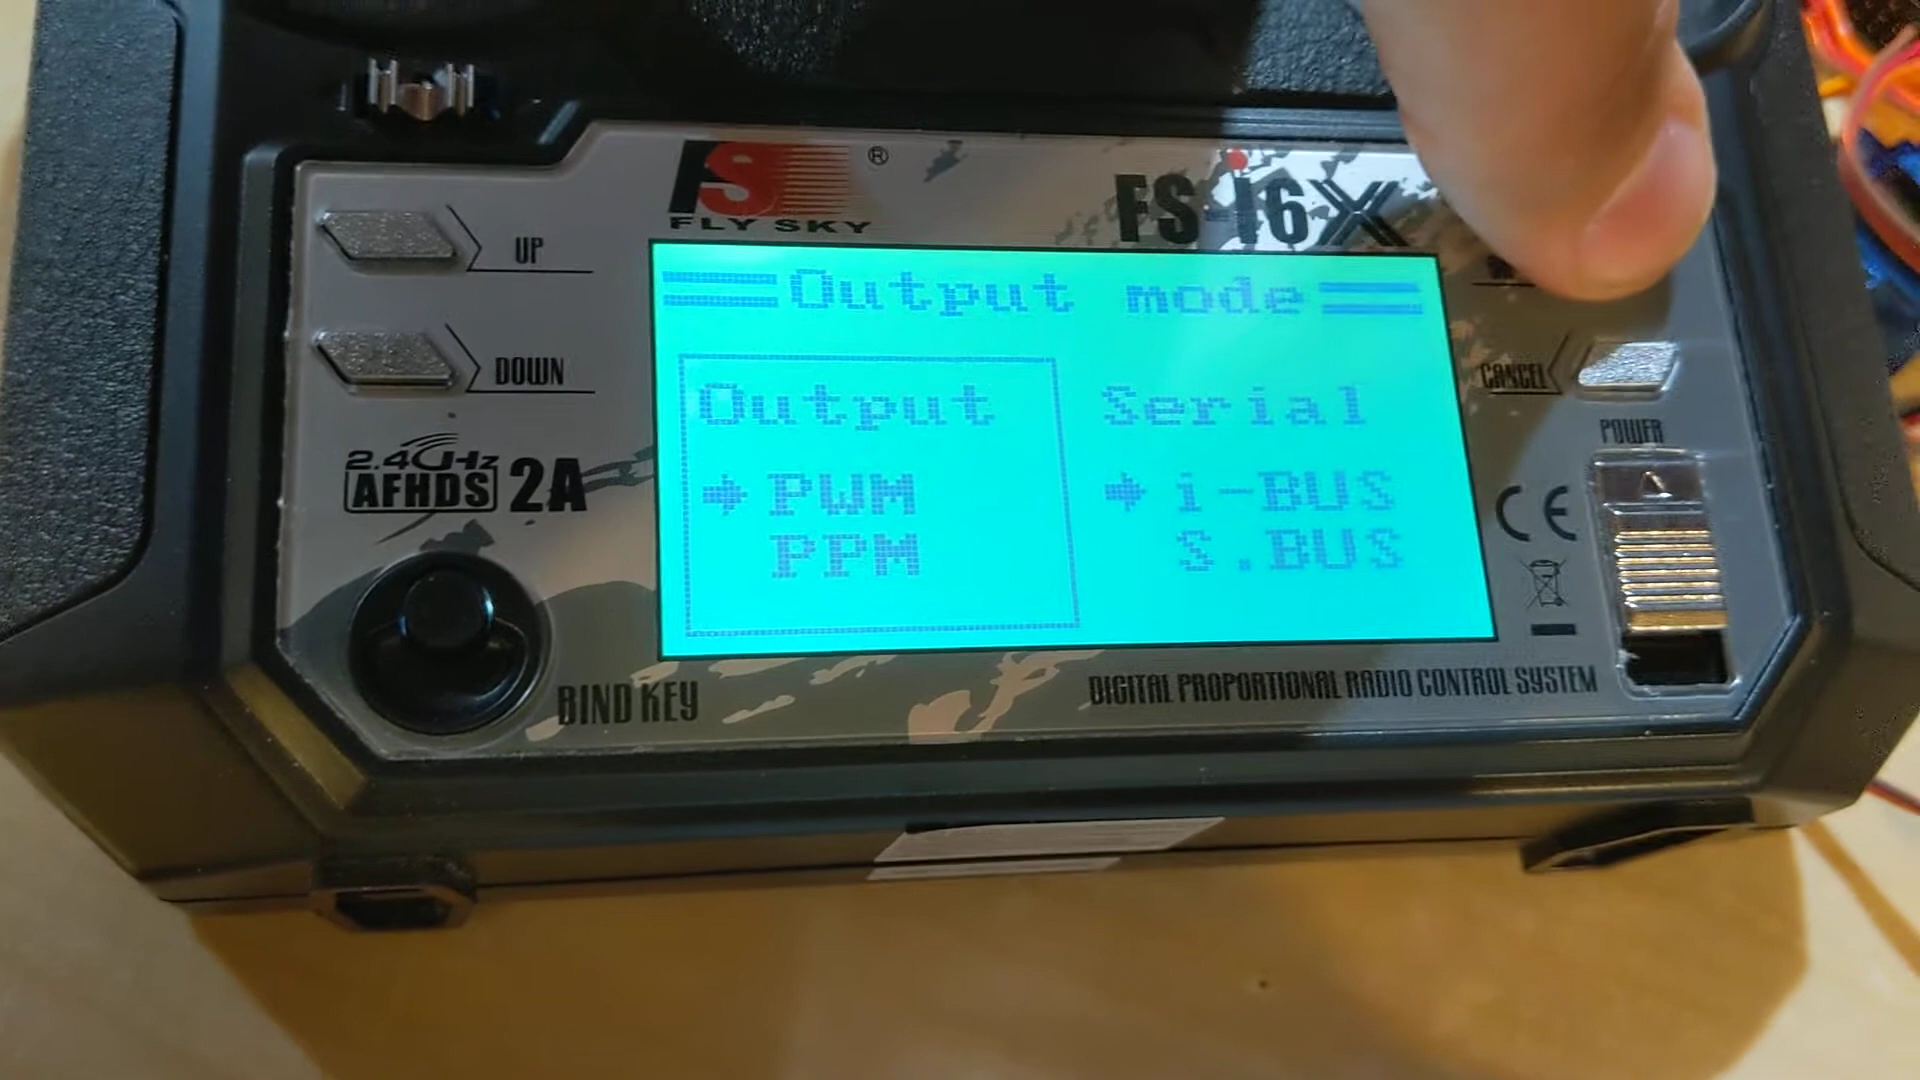 FS ®
FLY SKY
FS-i6X
UP
DOWN
Output mode
Output
PWM
PPM
Serial
i-BUS
S.BUS
CANCEL
POWER
2.4GHz
AFHDS 2A
CE
BIND KEY
DIGITAL PROPORTIONAL RADIO CONTROL SYSTEM